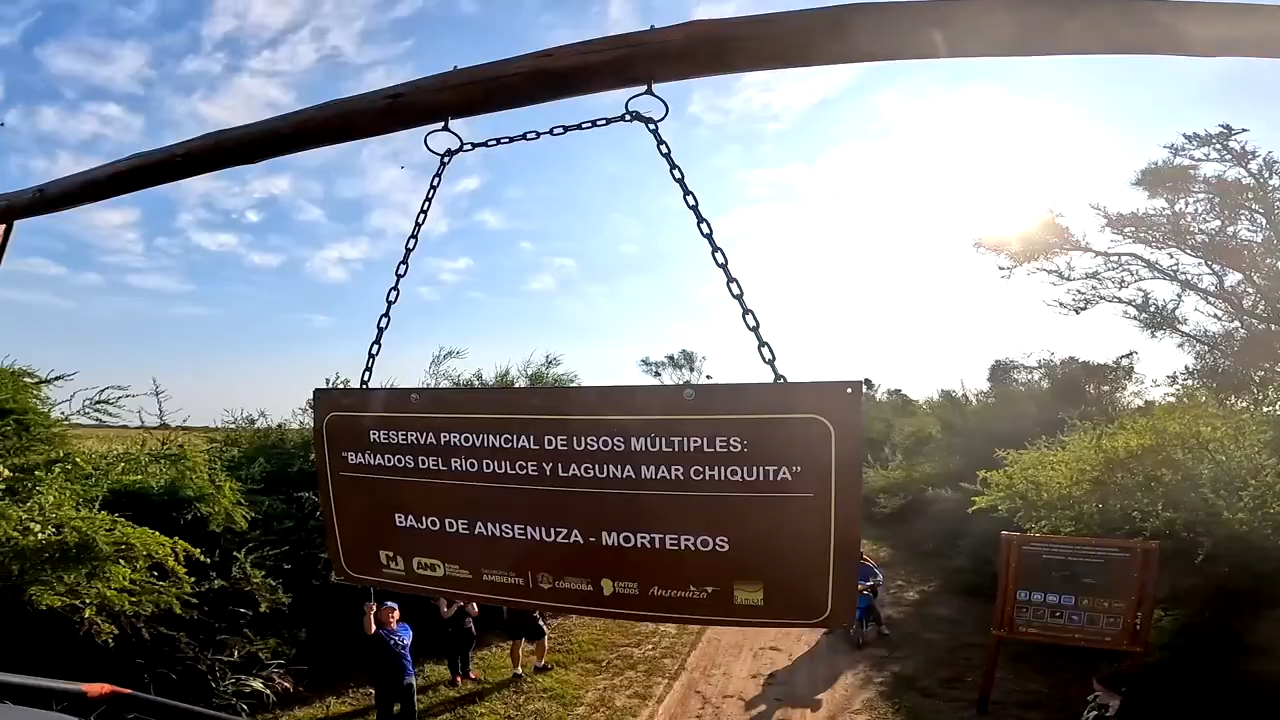 RESERVA PROVINCIAL DE USOS MÚLTIPLES:
“BAÑADOS DEL RÍO DULCE Y LAGUNA MAR CHIQUITA”
BAJO DE ANSENUZA - MORTEROS
ANP
AMBIENTE
CÓRDOBA
ENTRE
TODOS
Ansenuza
Ramsar